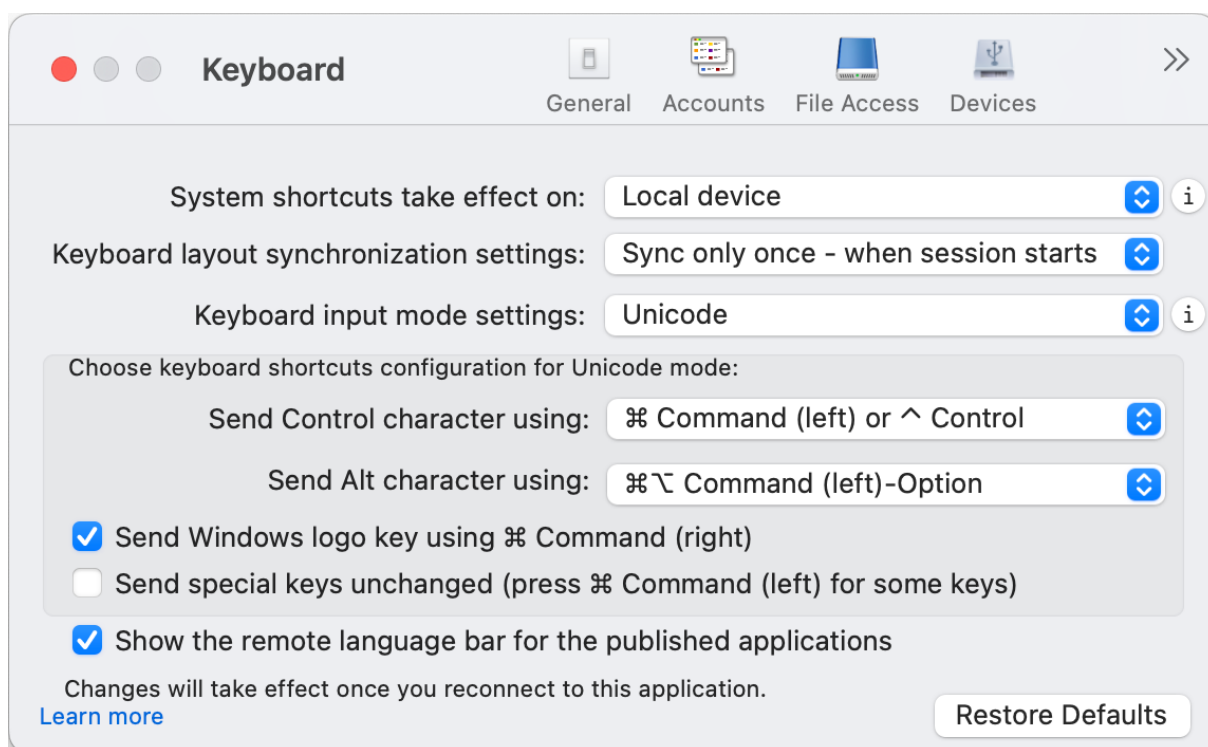 Keyboard
General Accounts File Access Devices
System shortcuts take effect on: Local device i
Keyboard layout synchronization settings: Sync only once - when session starts
Keyboard input mode settings: Unicode i
Choose keyboard shortcuts configuration for Unicode mode:
Send Control character using: ⌘ Command (left) or ^ Control
Send Alt character using: ⌘⌥ Command (left)-Option
Send Windows logo key using ⌘ Command (right)
Send special keys unchanged (press ⌘ Command (left) for some keys)
Show the remote language bar for the published applications
Changes will take effect once you reconnect to this application.
Learn more
Restore Defaults